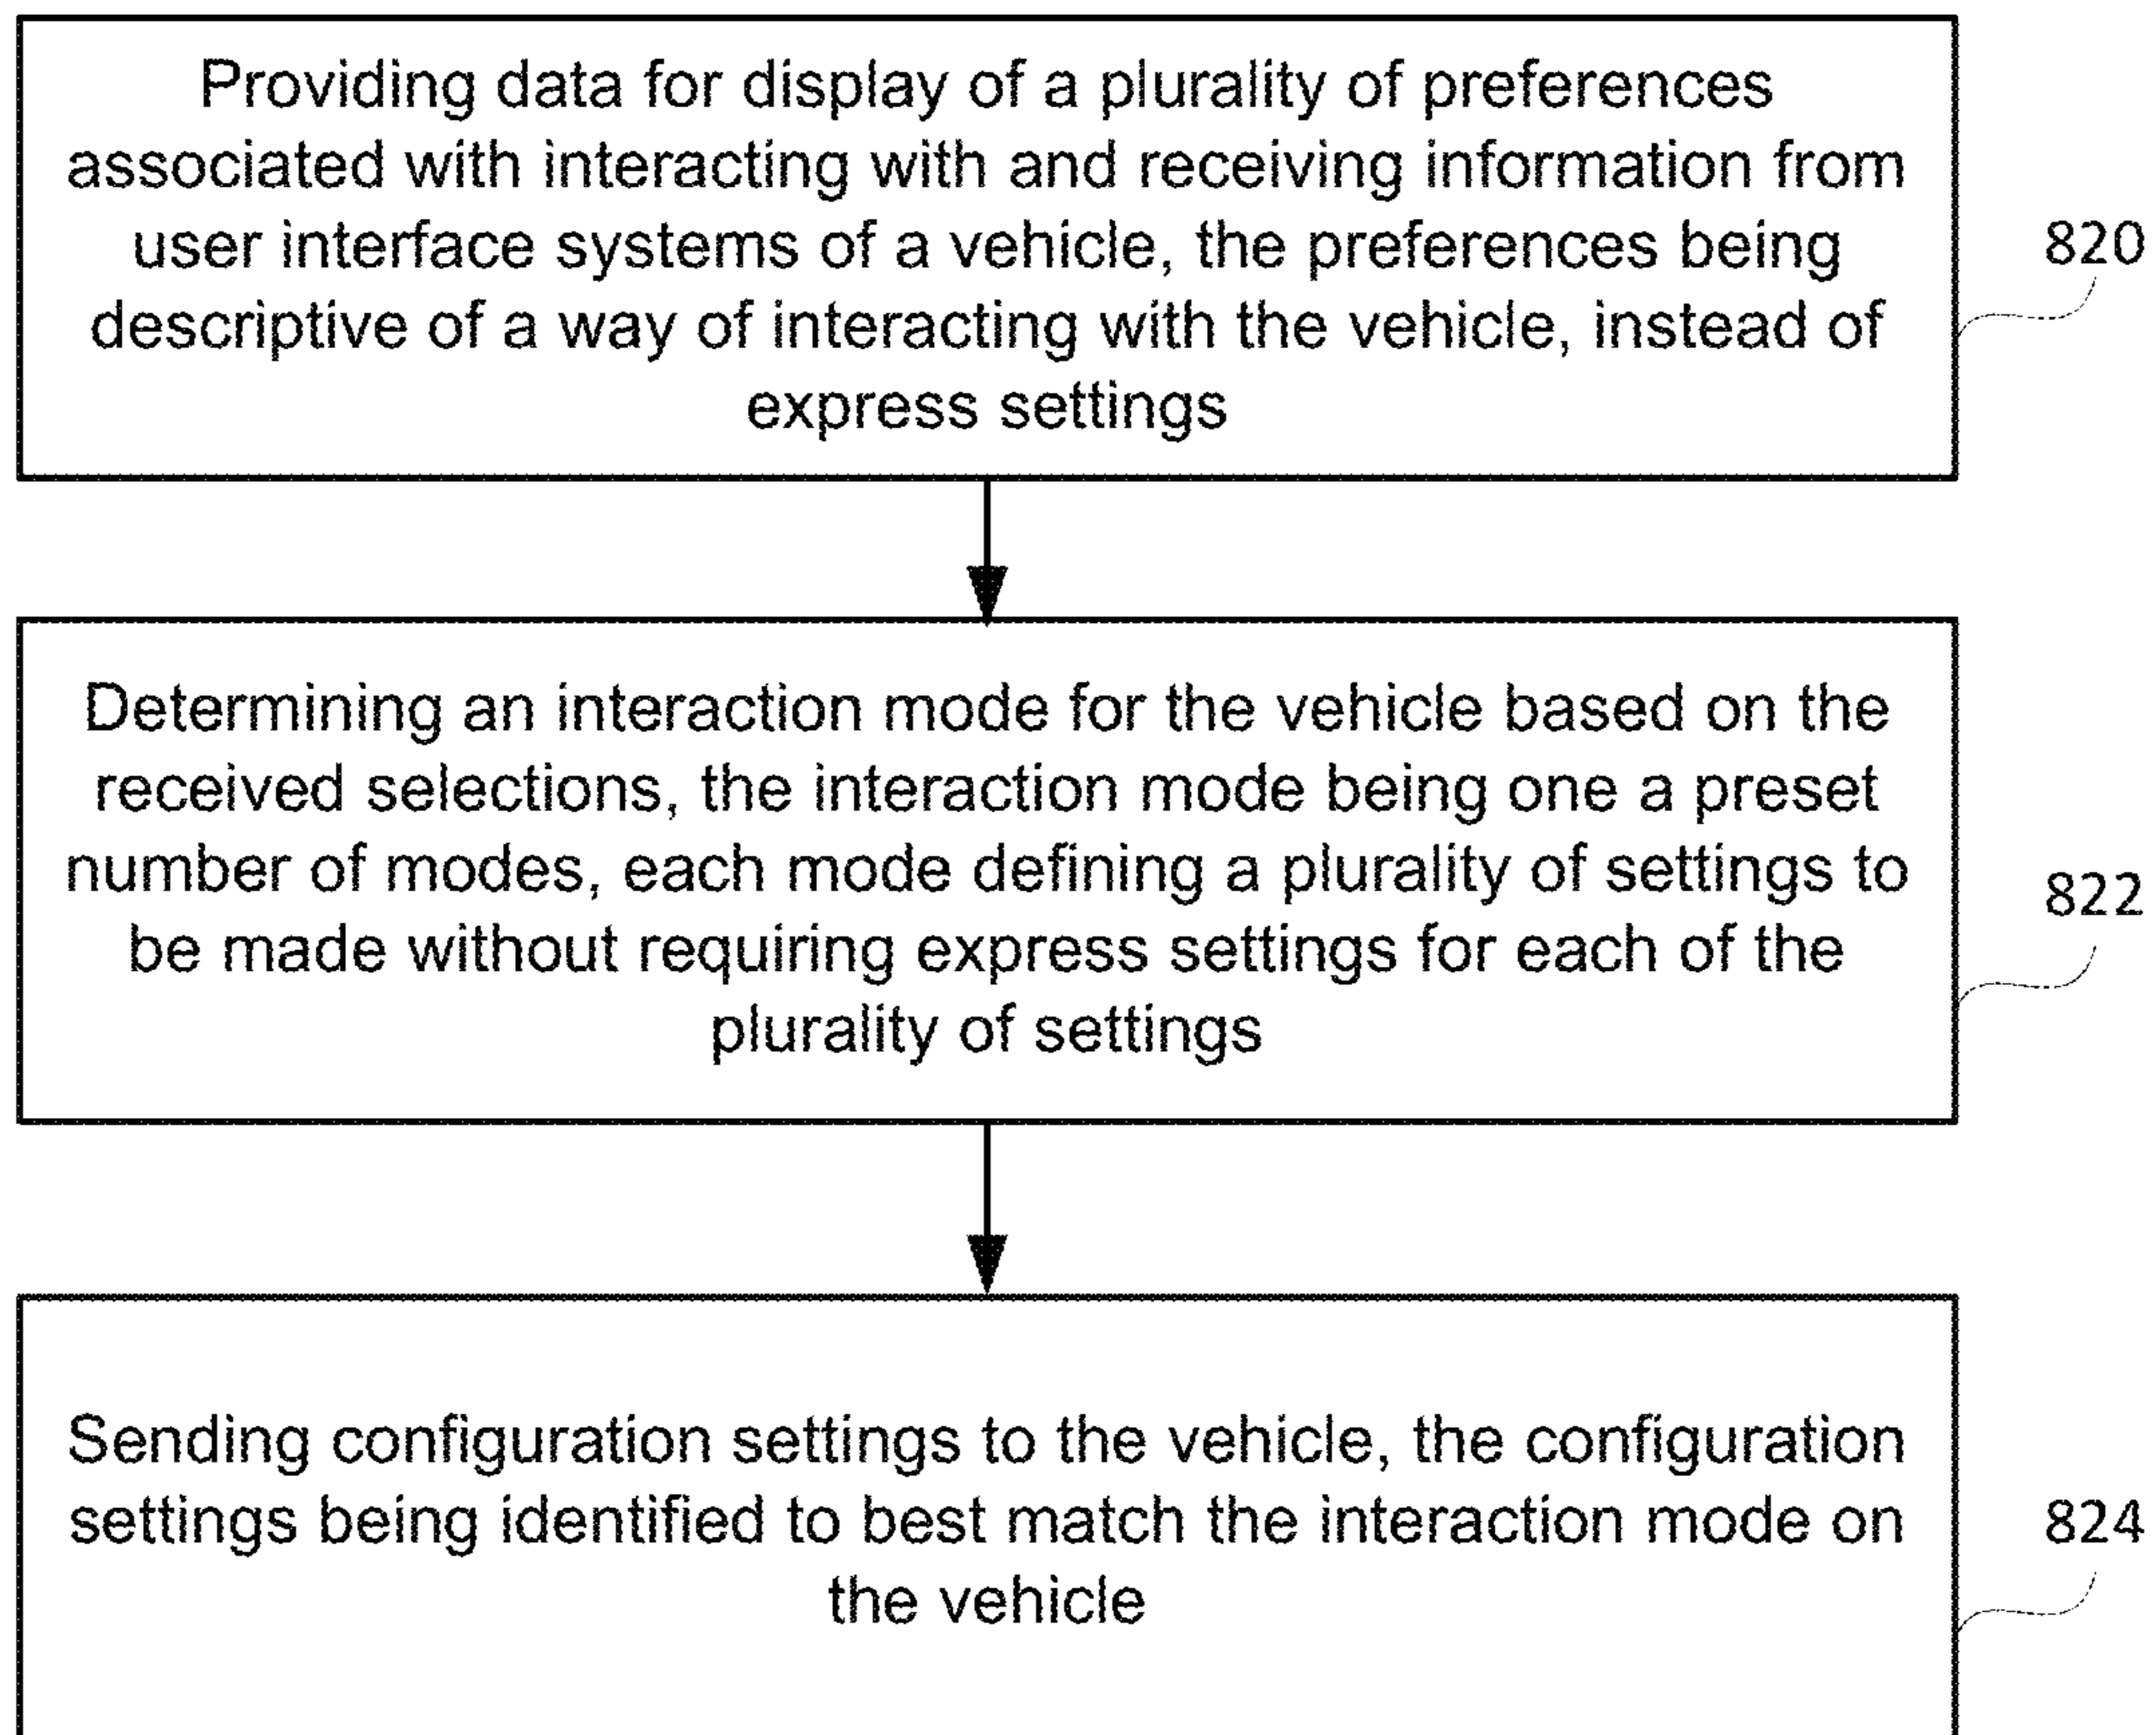 Providing data for display of a plurality of preferences
associated with interacting with and receiving information from
user interface systems of a vehicle, the preferences being
descriptive of a way of interacting with the vehicle, instead of
express settings
820
Determining an interaction mode for the vehicle based on the
received selections, the interaction mode being one a preset
number of modes, each mode defining a plurality of settings to
be made without requiring express settings for each of the
plurality of settings
822
Sending configuration settings to the vehicle, the configuration
settings being identified to best match the interaction mode on
the vehicle
824